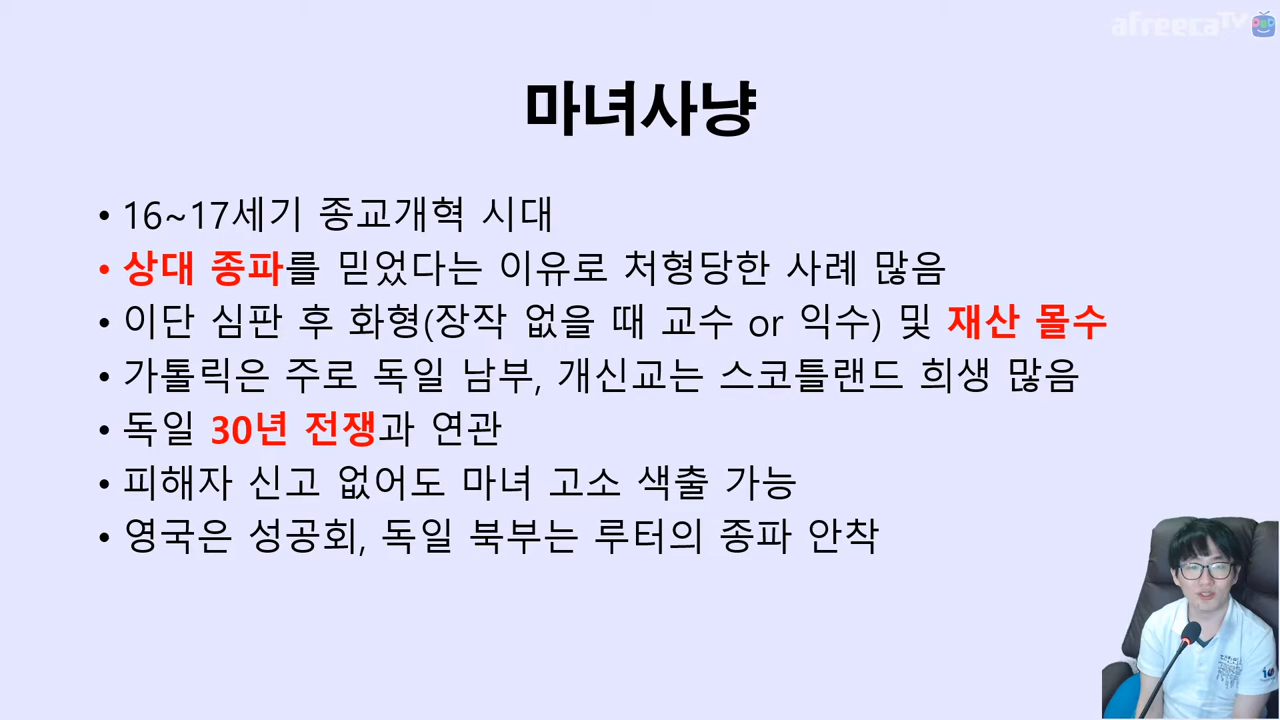 afreecaTV
마녀사냥
• 16~17세기 종교개혁 시대
• 상대 종파를 믿었다는 이유로 처형당한 사례 많음
• 이단 심판 후 화형(장작 없을 때 교수 or 익수) 및 재산 몰수
• 가톨릭은 주로 독일 남부, 개신교는 스코틀랜드 희생 많음
• 독일 30년 전쟁과 연관
• 피해자 신고 없어도 마녀 고소 색출 가능
• 영국은 성공회, 독일 북부는 루터의 종파 안착